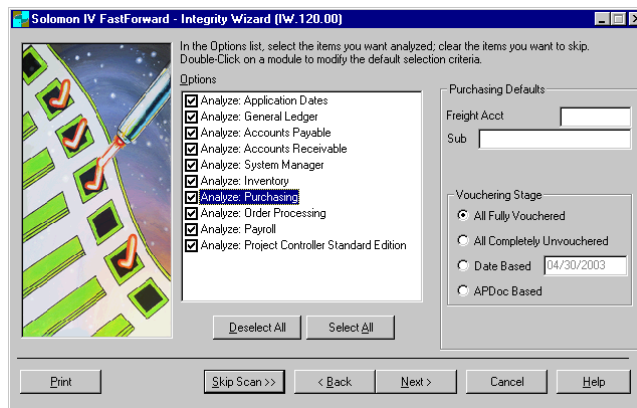 Solomon IV FastForward - Integrity Wizard (IW.120.00)
In the Options list, select the items you want analyzed; clear the items you want to skip.
Double-Click on a module to modify the default selection criteria.
Options
Analyze: Application Dates
Analyze: General Ledger
Analyze: Accounts Payable
Analyze: Accounts Receivable
Analyze: System Manager
Analyze: Inventory
Analyze: Purchasing
Analyze: Order Processing
Analyze: Payroll
Analyze: Project Controller Standard Edition
Deselect All Select All
Purchasing Defaults
Freight Acct
Sub
Vouchering Stage
All Fully Vouchered
All Completely Unvouchered
Date Based 04/30/2003
APDoc Based
Print Skip Scan >> < Back Next > Cancel Help